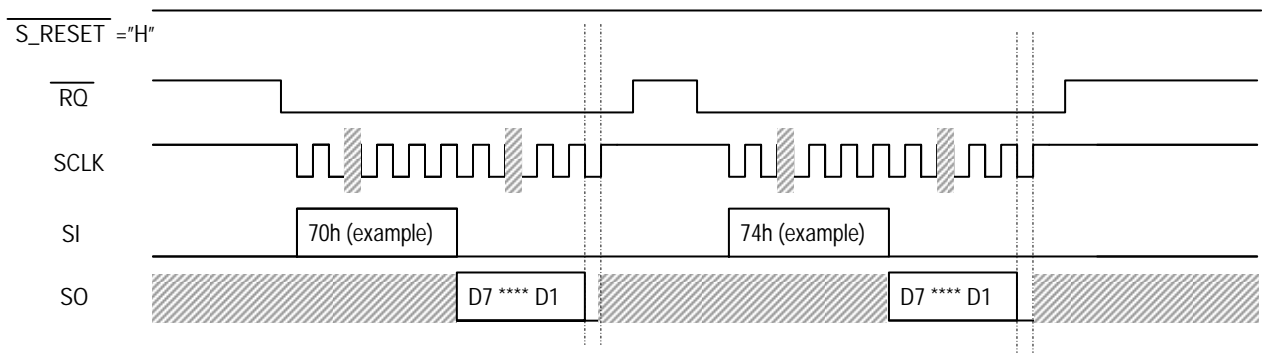 S_RESET ="H"
RQ
SCLK
SI
70h (example)
74h (example)
SO
D7 **** D1
D7 **** D1